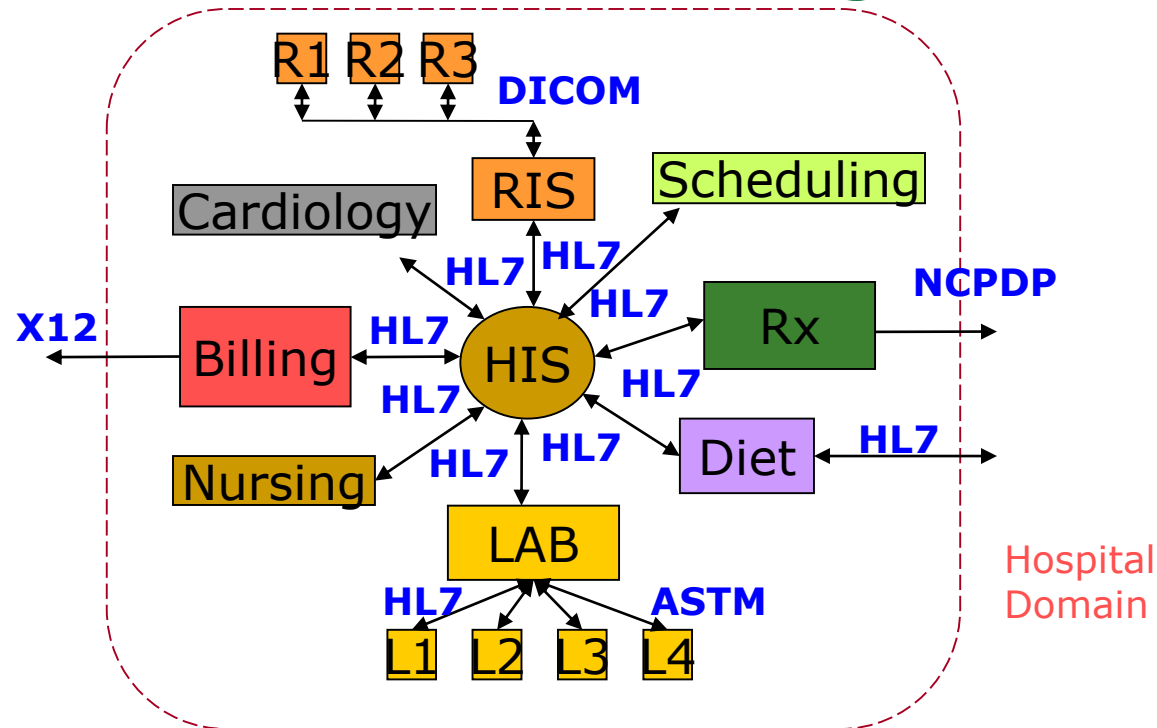 R1 R2 R3
DICOM
RIS
Scheduling
Cardiology
HL7
HL7
HL7
NCPDP
X12
HL7
Billing
HIS
Rx
HL7
HL7
HL7
HL7
Diet
HL7
Nursing
LAB
Hospital
Domain
HL7
ASTM
L1 L2 L3 L4